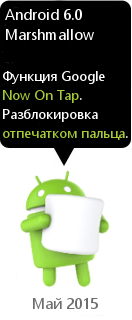 Android 6.0
Marshmallow
Функция Google
Now On Tap.
Разблокировка
отпечатком пальца.
Май 2015